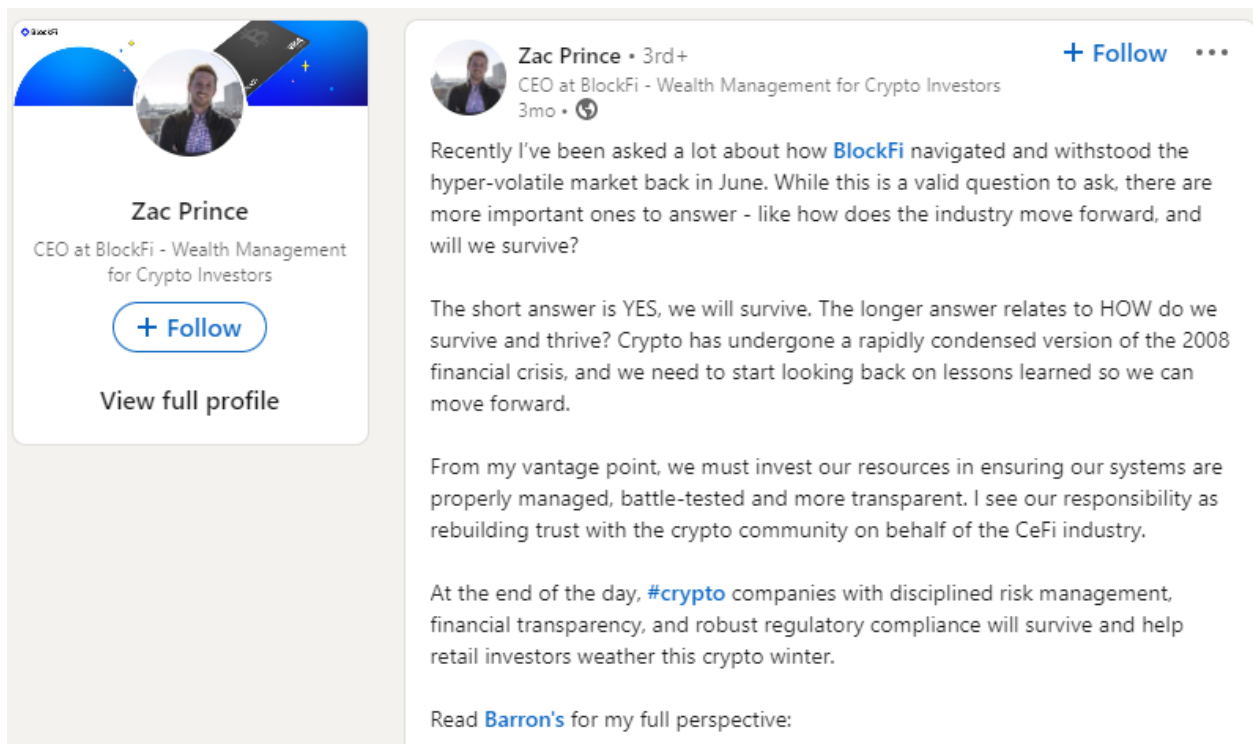 BlockFi
VISA
Zac Prince
CEO at BlockFi - Wealth Management
for Crypto Investors
+ Follow
View full profile
Zac Prince • 3rd+
+ Follow •••
CEO at BlockFi - Wealth Management for Crypto Investors
3mo •
Recently I've been asked a lot about how BlockFi navigated and withstood the
hyper-volatile market back in June. While this is a valid question to ask, there are
more important ones to answer - like how does the industry move forward, and
will we survive?
The short answer is YES, we will survive. The longer answer relates to HOW do we
survive and thrive? Crypto has undergone a rapidly condensed version of the 2008
financial crisis, and we need to start looking back on lessons learned so we can
move forward.
From my vantage point, we must invest our resources in ensuring our systems are
properly managed, battle-tested and more transparent. I see our responsibility as
rebuilding trust with the crypto community on behalf of the CeFi industry.
At the end of the day, #crypto companies with disciplined risk management,
financial transparency, and robust regulatory compliance will survive and help
retail investors weather this crypto winter.
Read Barron's for my full perspective: